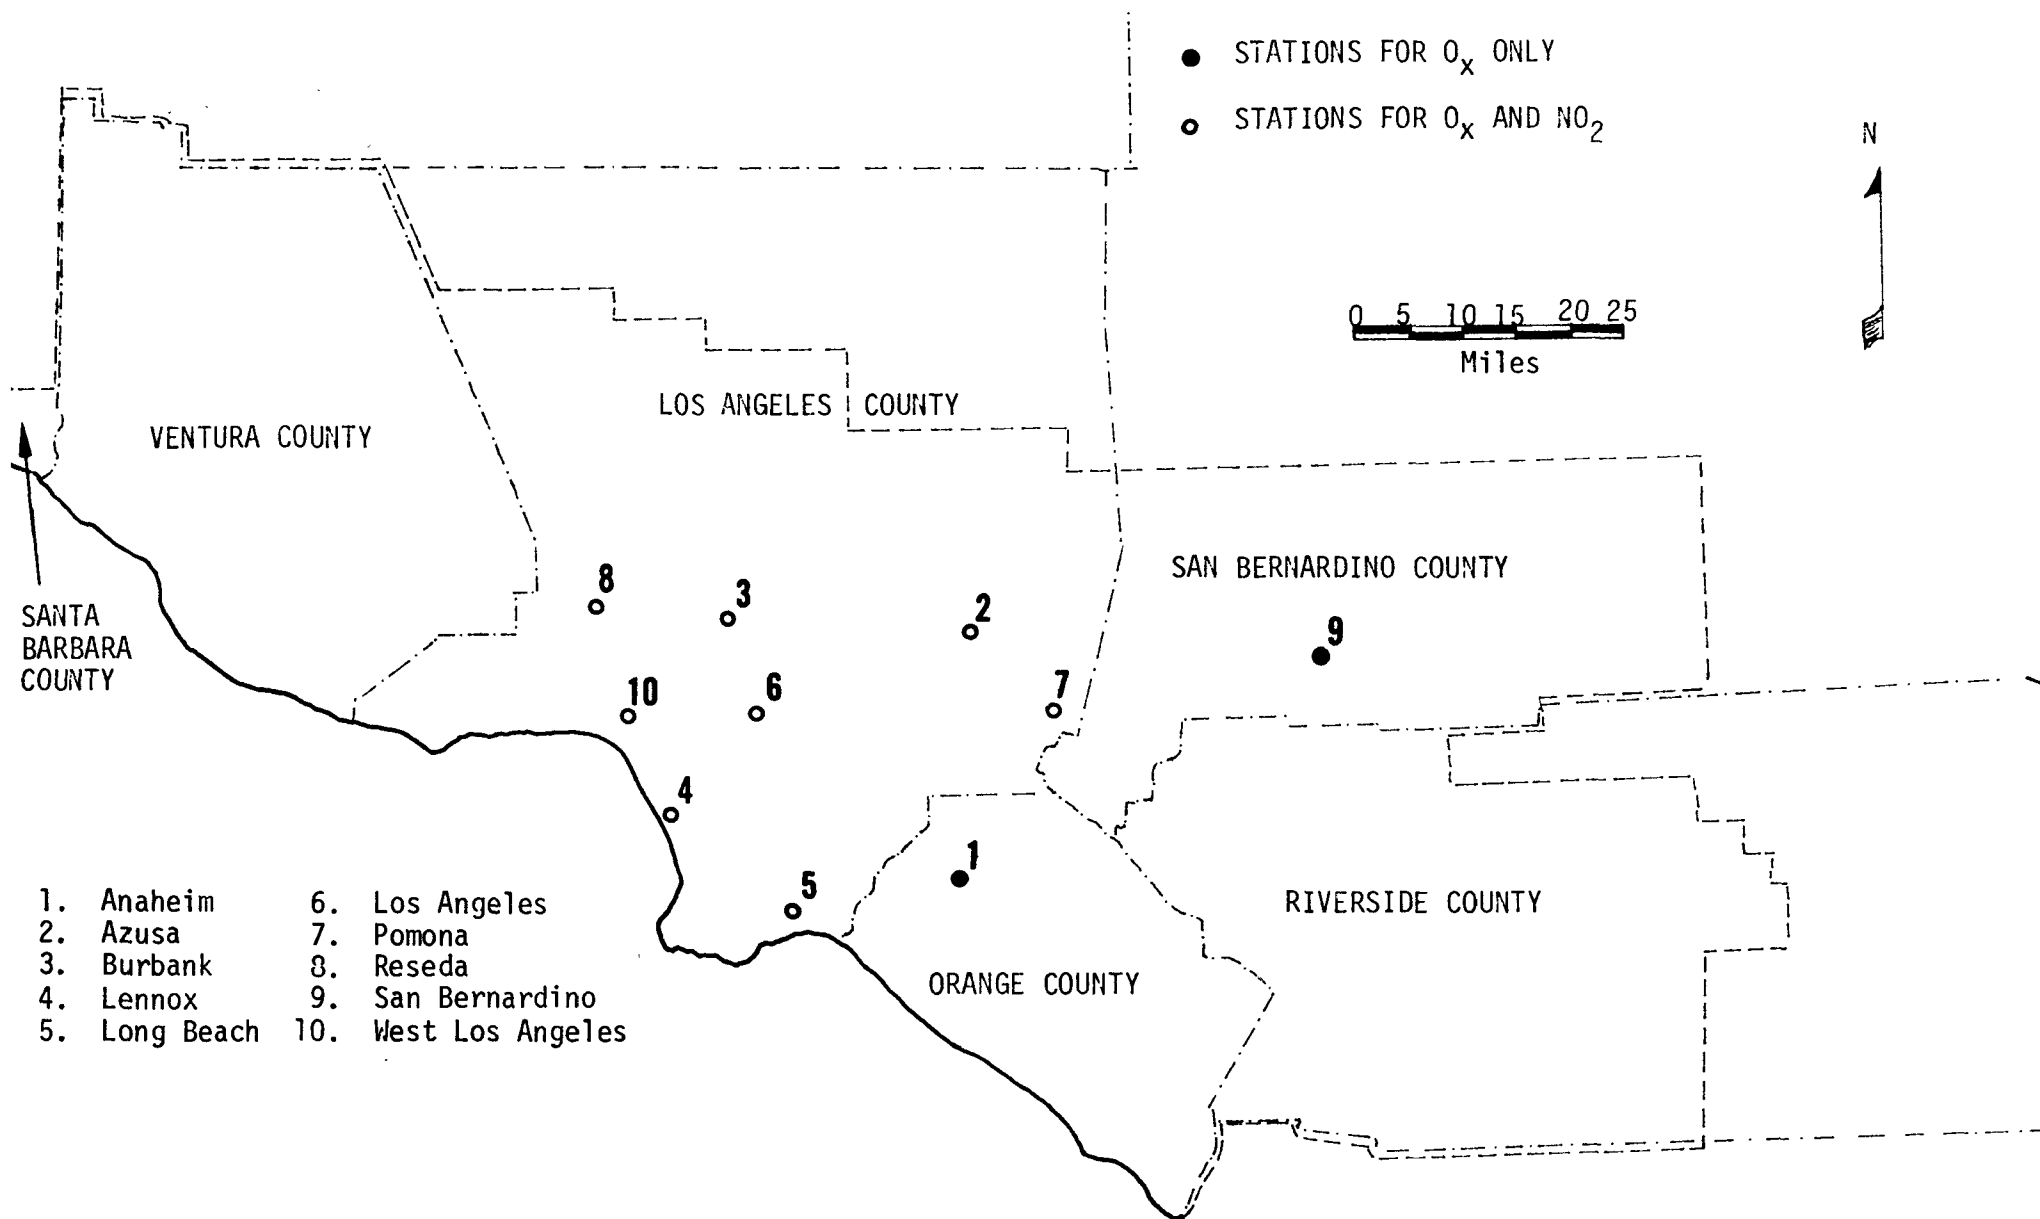 STATIONS FOR Ox ONLY
STATIONS FOR Ox AND NO2
N
0 5 10 15 20 25
Miles
LOS ANGELES COUNTY
VENTURA COUNTY
SAN BERNARDINO COUNTY
SANTA
BARBARA
COUNTY
8
3
2
9
10
6
7
4
1
5
RIVERSIDE COUNTY
ORANGE COUNTY
1. Anaheim
2. Azusa
3. Burbank
4. Lennox
5. Long Beach
6. Los Angeles
7. Pomona
8. Reseda
9. San Bernardino
10. West Los Angeles